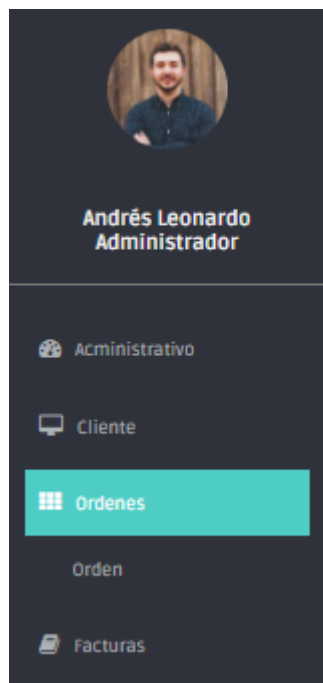 Andrés Leonardo
Administrador
Acministrativo
Cliente
Ordenes
Orden
Facturas